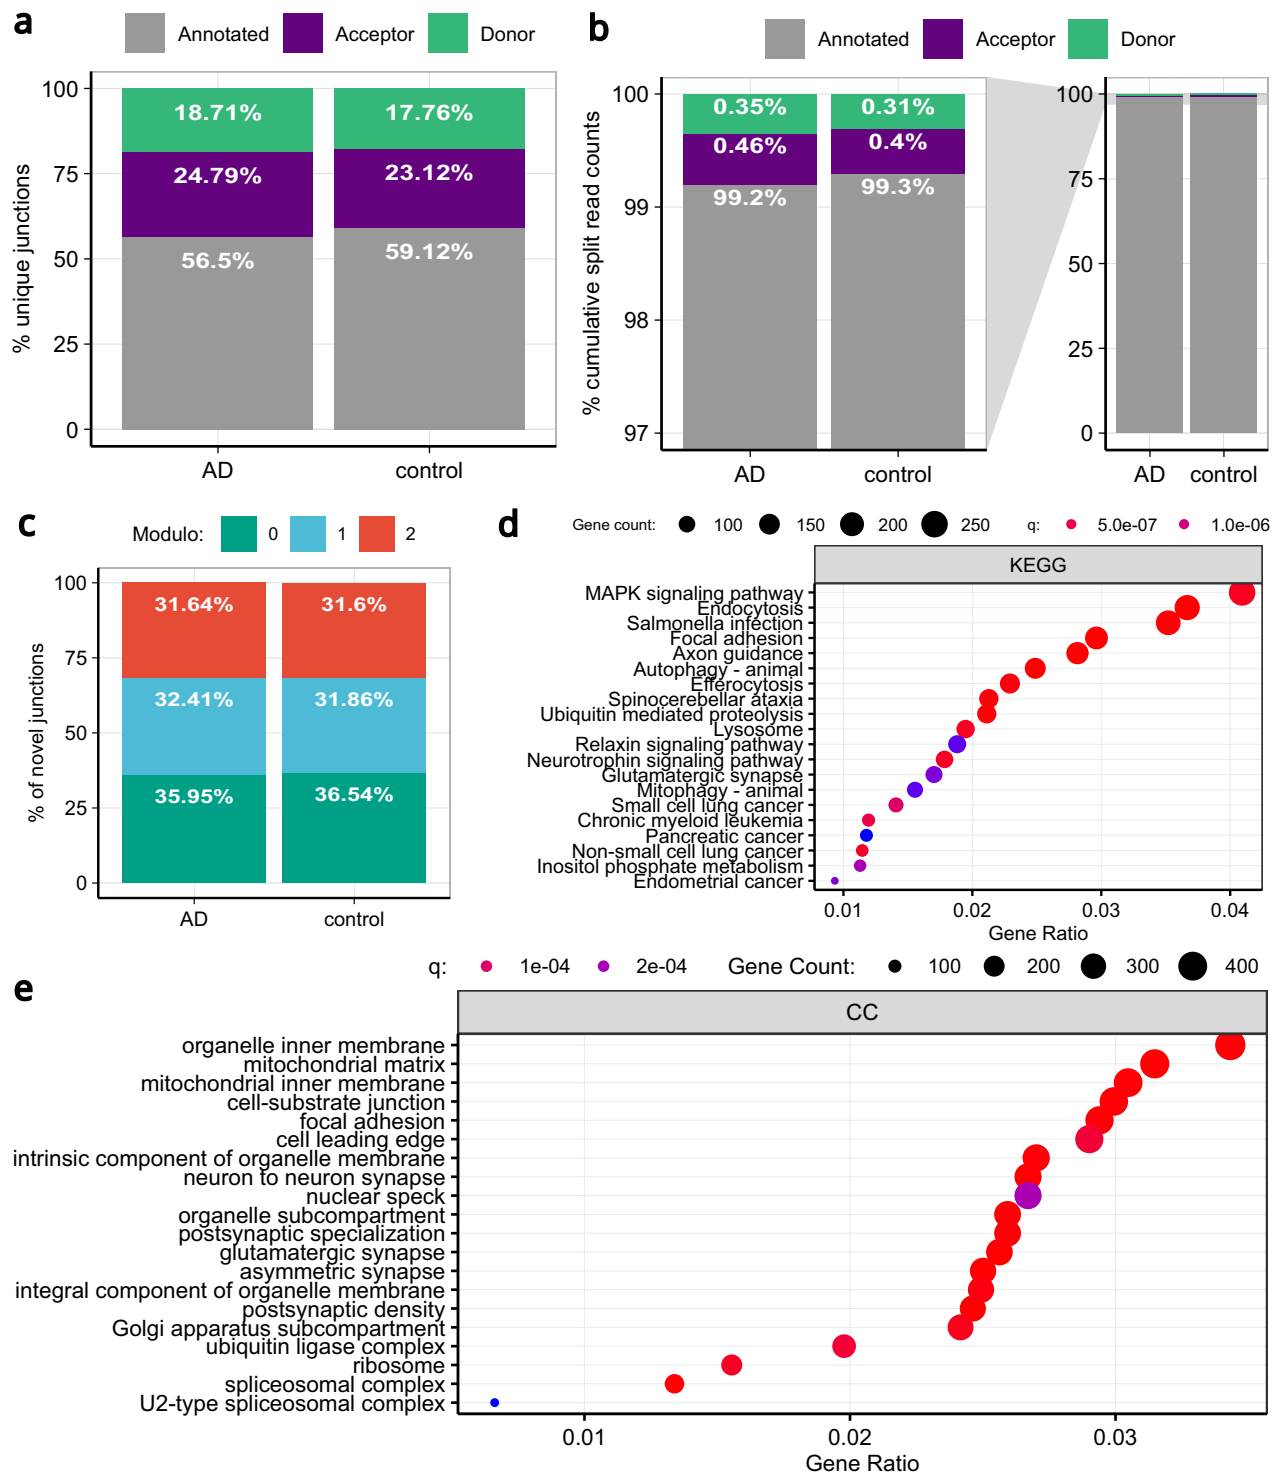 a
Annotated Acceptor Donor
% unique junctions
100
75
50
25
0
18.71% 17.76%
24.79% 23.12%
56.5% 59.12%
AD control
b
Annotated Acceptor Donor
% cumulative split read counts
100
99
98
97
0.35% 0.31%
0.46% 0.4%
99.2% 99.3%
AD control
100
75
50
25
0
AD control
c
Modulo: 0 1 2
% of novel junctions
100
75
50
25
0
31.64% 31.6%
32.41% 31.86%
35.95% 36.54%
AD control
d
Gene count: 100 150 200 250 q: 5.0e-07 1.0e-06
KEGG
MAPK signaling pathway
Endocytosis
Salmonella infection
Focal adhesion
Axon guidance
Autophagy - animal
Efferocytosis
Spinocerebellar ataxia
Ubiquitin mediated proteolysis
Lysosome
Relaxin signaling pathway
Neurotrophin signaling pathway
Glutamatergic synapse
Mitophagy - animal
Small cell lung cancer
Chronic myeloid leukemia
Pancreatic cancer
Non-small cell lung cancer
Inositol phosphate metabolism
Endometrial cancer
0.01 0.02 0.03 0.04
Gene Ratio
e
q: 1e-04 2e-04 Gene Count: 100 200 300 400
CC
organelle inner membrane
mitochondrial matrix
mitochondrial inner membrane
cell-substrate junction
focal adhesion
cell leading edge
intrinsic component of organelle membrane
neuron to neuron synapse
nuclear speck
organelle subcompartment
postsynaptic specialization
glutamatergic synapse
asymmetric synapse
integral component of organelle membrane
postsynaptic density
Golgi apparatus subcompartment
ubiquitin ligase complex
ribosome
spliceosomal complex
U2-type spliceosomal complex
0.01 0.02 0.03
Gene Ratio